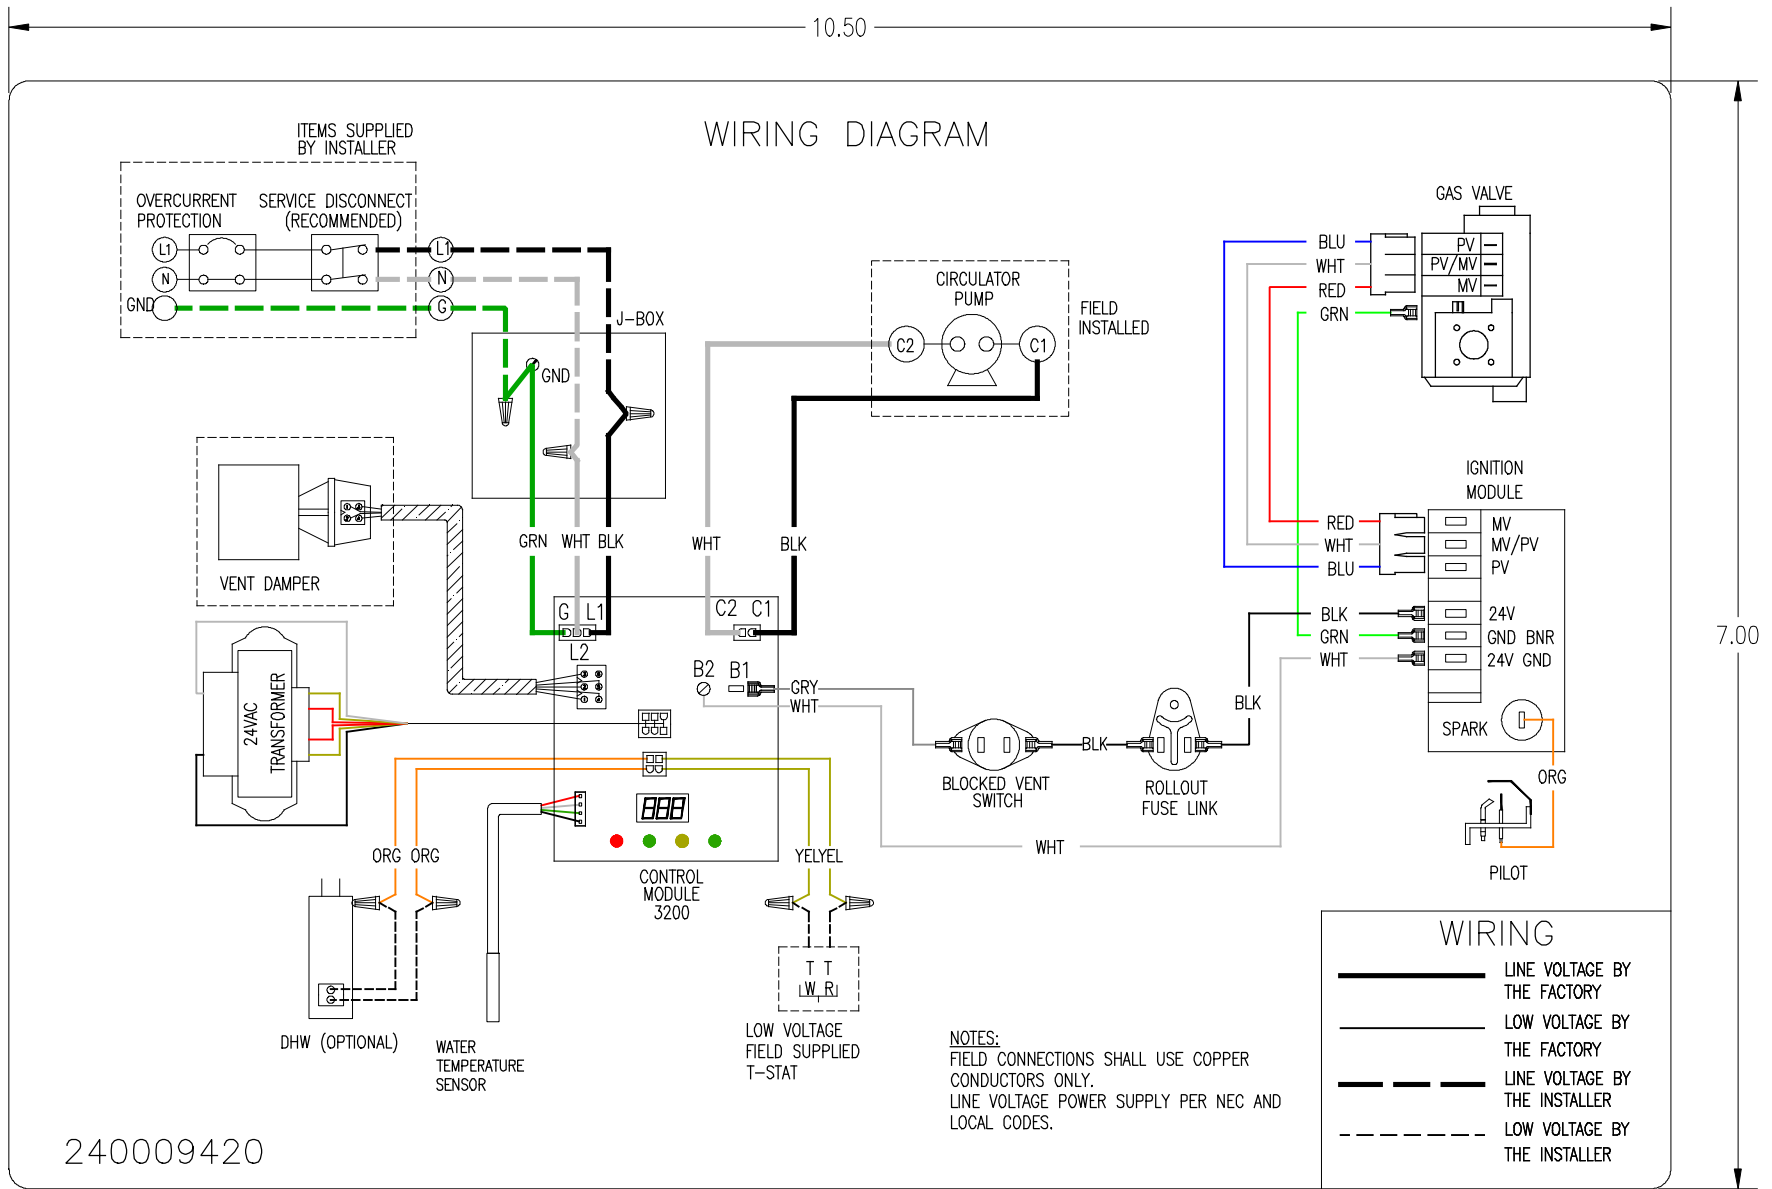 10.50
WIRING DIAGRAM
ITEMS SUPPLIED
BY INSTALLER
OVERCURRENT
PROTECTION
SERVICE DISCONNECT
(RECOMMENDED)
L1
L1
N
N
GND
G
J-BOX
GND
CIRCULATOR
PUMP
C2
C1
FIELD
INSTALLED
GAS VALVE
BLU
WHT
RED
GRN
PV
PV/MV
MV
7.00
VENT DAMPER
GRN
WHT
BLK
WHT
BLK
IGNITION
MODULE
RED
WHT
BLU
MV
MV/PV
PV
BLK
GRN
WHT
24V
GND BNR
24V GND
SPARK
ORG
PILOT
G
L1
L2
C2
C1
B2
B1
GRY
WHT
24VAC
TRANSFORMER
BLK
BLK
BLOCKED VENT
SWITCH
ROLLOUT
FUSE LINK
WHT
888
ORG
ORG
YEL
YEL
CONTROL
MODULE
3200
DHW (OPTIONAL)
WATER
TEMPERATURE
SENSOR
T T
W R
LOW VOLTAGE
FIELD SUPPLIED
T-STAT
NOTES:
FIELD CONNECTIONS SHALL USE COPPER
CONDUCTORS ONLY.
LINE VOLTAGE POWER SUPPLY PER NEC AND
LOCAL CODES.
WIRING
LINE VOLTAGE BY
THE FACTORY
LOW VOLTAGE BY
THE FACTORY
LINE VOLTAGE BY
THE INSTALLER
LOW VOLTAGE BY
THE INSTALLER
240009420